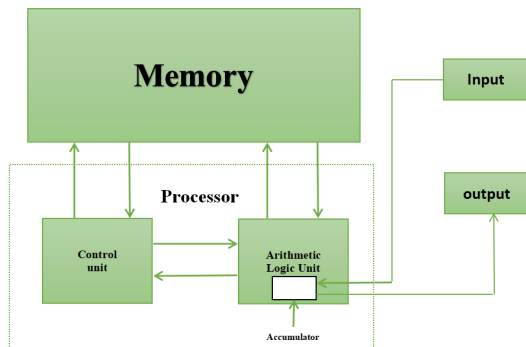 Memory
Input
Processor
output
Control
unit
Arithmetic
Logic Unit
Accumulator